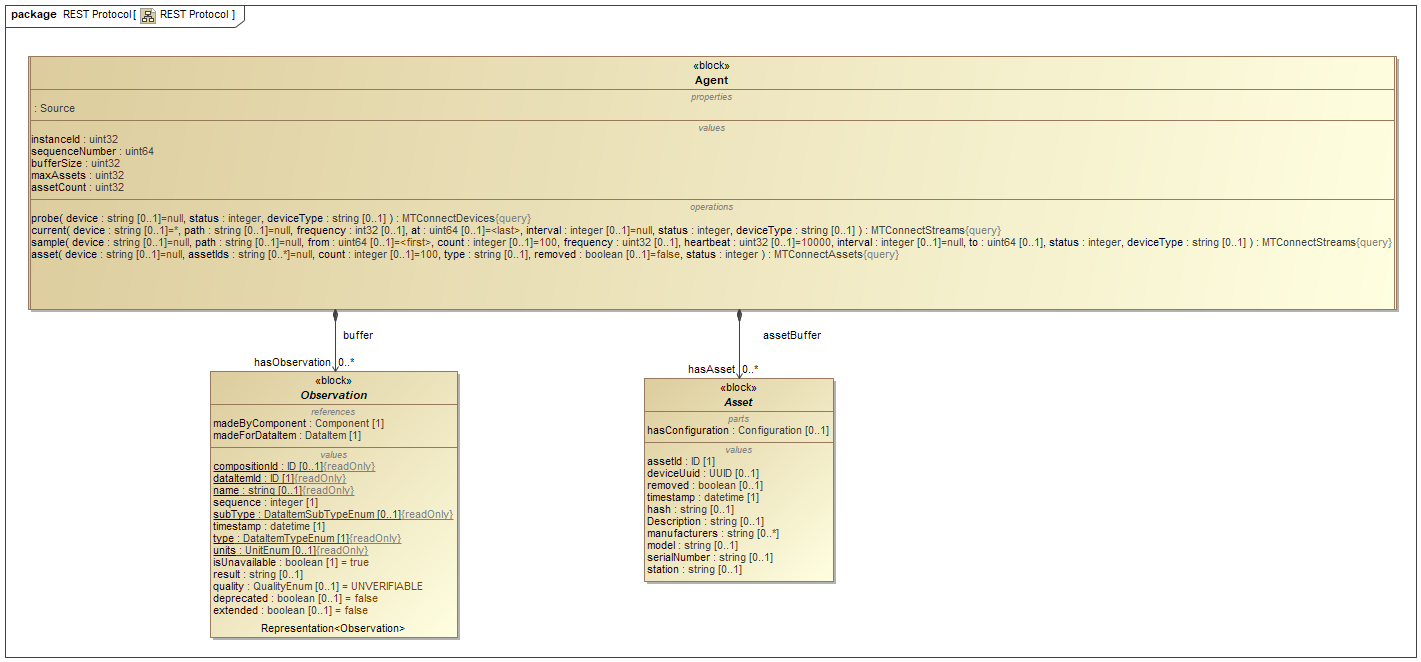 package REST Protocol[ REST Protocol ]
«block»
Agent
properties
: Source
values
instanceId : uint32
sequenceNumber : uint64
bufferSize : uint32
maxAssets : uint32
assetCount : uint32
operations
probe( device : string [0..1]=null, status : integer, deviceType : string [0..1] ) : MTConnectDevices{query}
current( device : string [0..1]=*, path : string [0..1]=null, frequency : int32 [0..1], at : uint64 [0..1]=<last>, interval : integer [0..1]=null, status : integer, deviceType : string [0..1] ) : MTConnectStreams{query}
sample( device : string [0..1]=null, path : string [0..1]=null, from : uint64 [0..1]=<first>, count : integer [0..1]=100, frequency : uint32 [0..1], heartbeat : uint32 [0..1]=10000, interval : integer [0..1]=null, to : uint64 [0..1], status : integer, deviceType : string [0..1] ) : MTConnectStreams{query}
asset( device : string [0..1]=null, assetIds : string [0..*]=null, count : integer [0..1]=100, type : string [0..1], removed : boolean [0..1]=false, status : integer ) : MTConnectAssets{query}
buffer
hasObservation 0..*
«block»
Observation
references
madeByComponent : Component [1]
madeForDataItem : DataItem [1]
values
compositionId : ID [0..1]{readOnly}
dataItemId : ID [1]{readOnly}
name : string [0..1]{readOnly}
sequence : integer [1]
subType : DataItemSubTypeEnum [0..1]{readOnly}
timestamp : datetime [1]
type : DataItemTypeEnum [1]{readOnly}
units : UnitEnum [0..1]{readOnly}
isUnavailable : boolean [1] = true
result : string [0..1]
quality : QualityEnum [0..1] = UNVERIFIABLE
deprecated : boolean [0..1] = false
extended : boolean [0..1] = false
Representation<Observation>
assetBuffer
hasAsset 0..*
«block»
Asset
parts
hasConfiguration : Configuration [0..1]
values
assetId : ID [1]
deviceUuid : UUID [0..1]
removed : boolean [0..1]
timestamp : datetime [1]
hash : string [0..1]
Description : string [0..1]
manufacturers : string [0..*]
model : string [0..1]
serialNumber : string [0..1]
station : string [0..1]